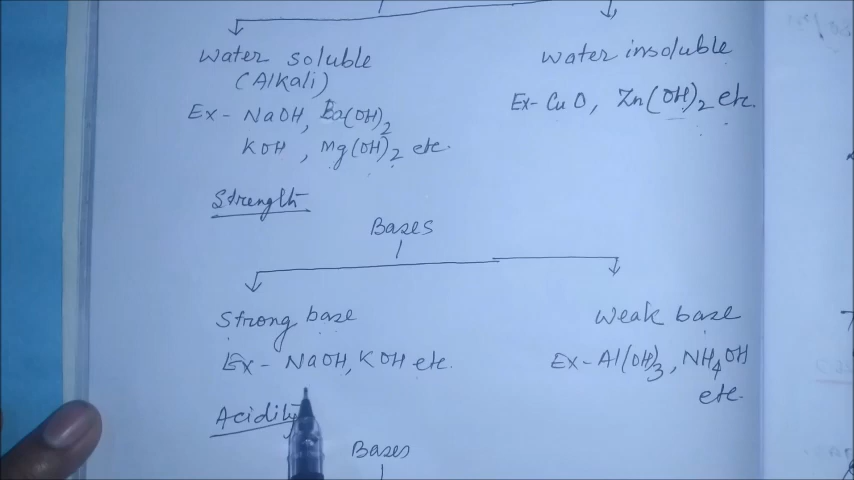 Water soluble
Water insoluble
(Alkali)
Ex- CuO, Zn(OH)2 etc.
Ex- NaOH, Ba(OH)2
KOH, Mg(OH)2 etc.
Strength
Bases
Strong base
Weak base
Ex- NaOH, KOH etc.
Ex- Al(OH)3, NH4OH
etc.
Acidity
Bases